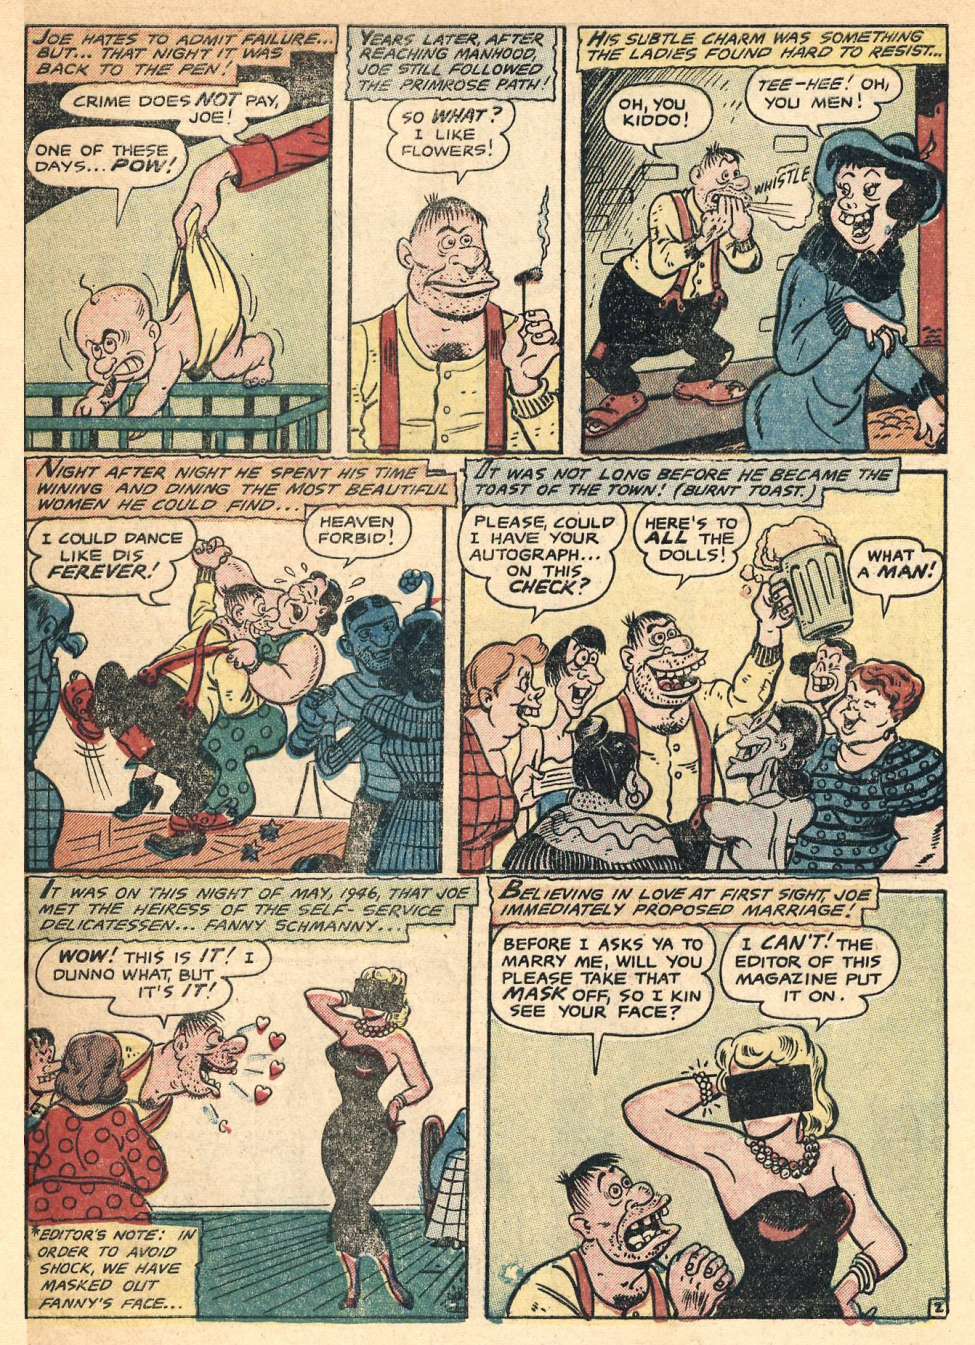 JOE HATES TO ADMIT FAILURE...
BUT... THAT NIGHT IT WAS
BACK TO THE PEN!
CRIME DOES NOT PAY,
JOE!
ONE OF THESE
DAYS... POW!
YEARS LATER, AFTER
REACHING MANHOOD,
JOE STILL FOLLOWED
THE PRIMROSE PATH!
SO WHAT?
I LIKE
FLOWERS!
HIS SUBTLE CHARM WAS SOMETHING
THE LADIES FOUND HARD TO RESIST...
OH, YOU
KIDDO!
TEE-HEE! OH,
YOU MEN!
WHISTLE
NIGHT AFTER NIGHT HE SPENT HIS TIME
WINING AND DINING THE MOST BEAUTIFUL
WOMEN HE COULD FIND...
I COULD DANCE
LIKE DIS
FEREVER!
HEAVEN
FORBID!
IT WAS NOT LONG BEFORE HE BECAME THE
TOAST OF THE TOWN! (BURNT TOAST.)
PLEASE, COULD
I HAVE YOUR
AUTOGRAPH...
ON THIS
CHECK?
HERE'S TO
ALL THE
DOLLS!
WHAT
A MAN!
IT WAS ON THIS NIGHT OF MAY, 1946, THAT JOE
MET THE HEIRESS OF THE SELF-SERVICE
DELICATESSEN... FANNY SCHMANNY...
WOW! THIS IS IT! I
DUNNO WHAT, BUT
IT'S IT!
*EDITOR'S NOTE: IN
ORDER TO AVOID
SHOCK, WE HAVE
MASKED OUT
FANNY'S FACE...
BELIEVING IN LOVE AT FIRST SIGHT, JOE
IMMEDIATELY PROPOSED MARRIAGE!
BEFORE I ASKS YA TO
MARRY ME, WILL YOU
PLEASE TAKE THAT
MASK OFF, SO I KIN
SEE YOUR FACE?
I CAN'T! THE
EDITOR OF THIS
MAGAZINE PUT
IT ON.
2